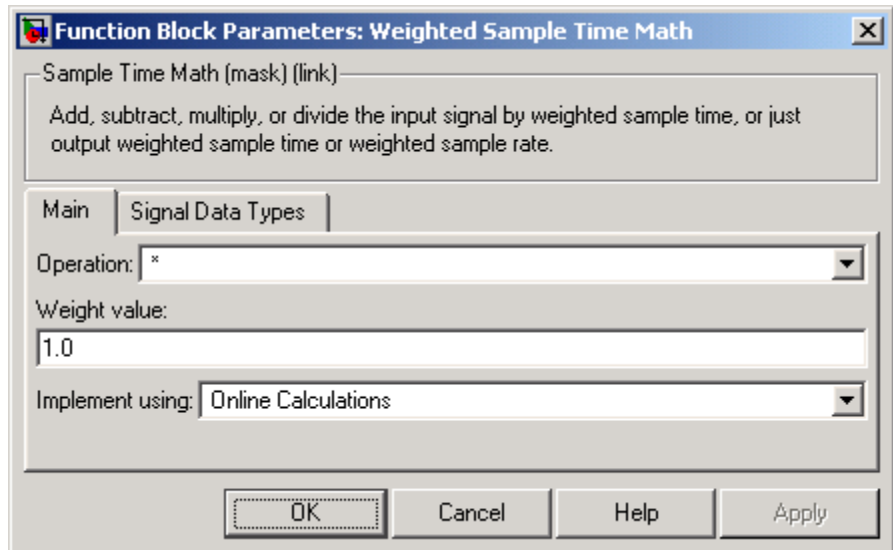 Function Block Parameters: Weighted Sample Time Math
Sample Time Math (mask) (link)
Add, subtract, multiply, or divide the input signal by weighted sample time, or just
output weighted sample time or weighted sample rate.
Main Signal Data Types
Operation: *
Weight value:
1.0
Implement using: Online Calculations
OK Cancel Help Apply